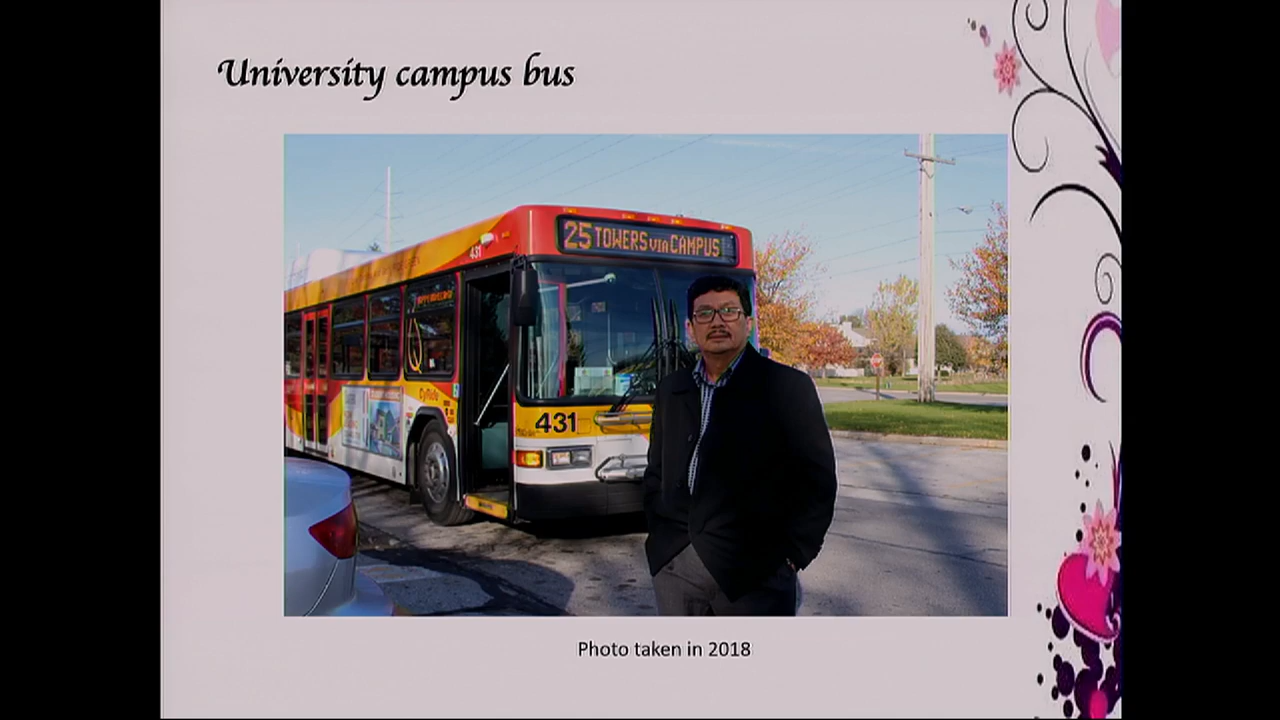 University campus bus
25 TOWERS VIA CAMPUS
431
CyRide
431
Photo taken in 2018